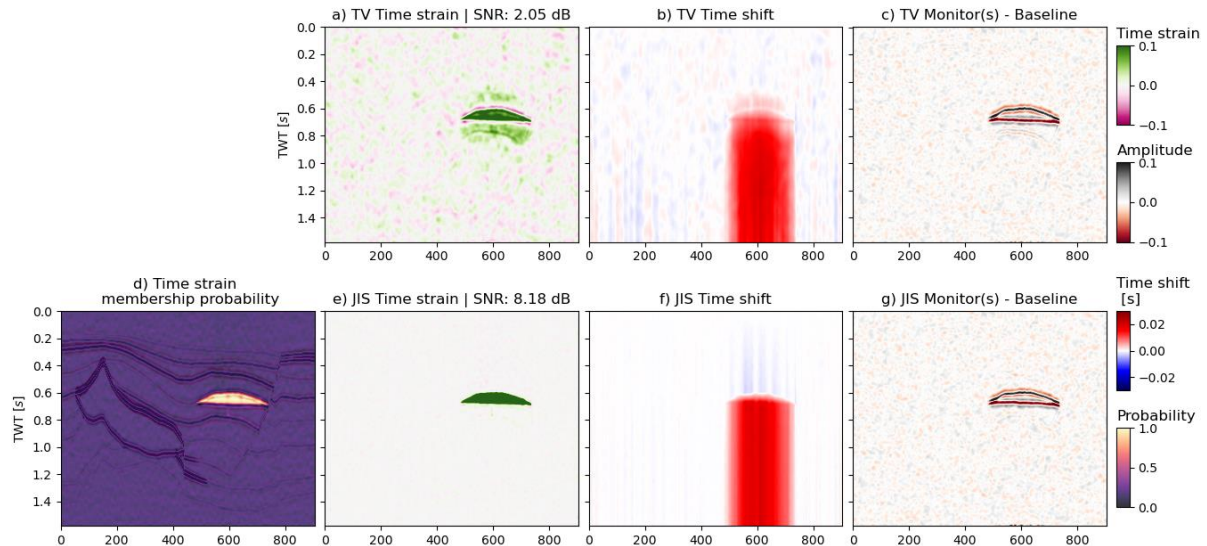 a) TV Time strain | SNR: 2.05 dB
b) TV Time shift
c) TV Monitor(s) - Baseline
TWT [s]
0.0
0.2
0.4
0.6
0.8
1.0
1.2
1.4
0 200 400 600 800
0 200 400 600 800
0 200 400 600 800
Time strain
0.1
0.0
−0.1
Amplitude
0.1
0.0
−0.1
d) Time strain
membership probability
e) JIS Time strain | SNR: 8.18 dB
f) JIS Time shift
g) JIS Monitor(s) - Baseline
TWT [s]
0.0
0.2
0.4
0.6
0.8
1.0
1.2
1.4
0 200 400 600 800
0 200 400 600 800
0 200 400 600 800
0 200 400 600 800
Time shift
[s]
0.02
0.00
−0.02
Probability
1.0
0.5
0.0